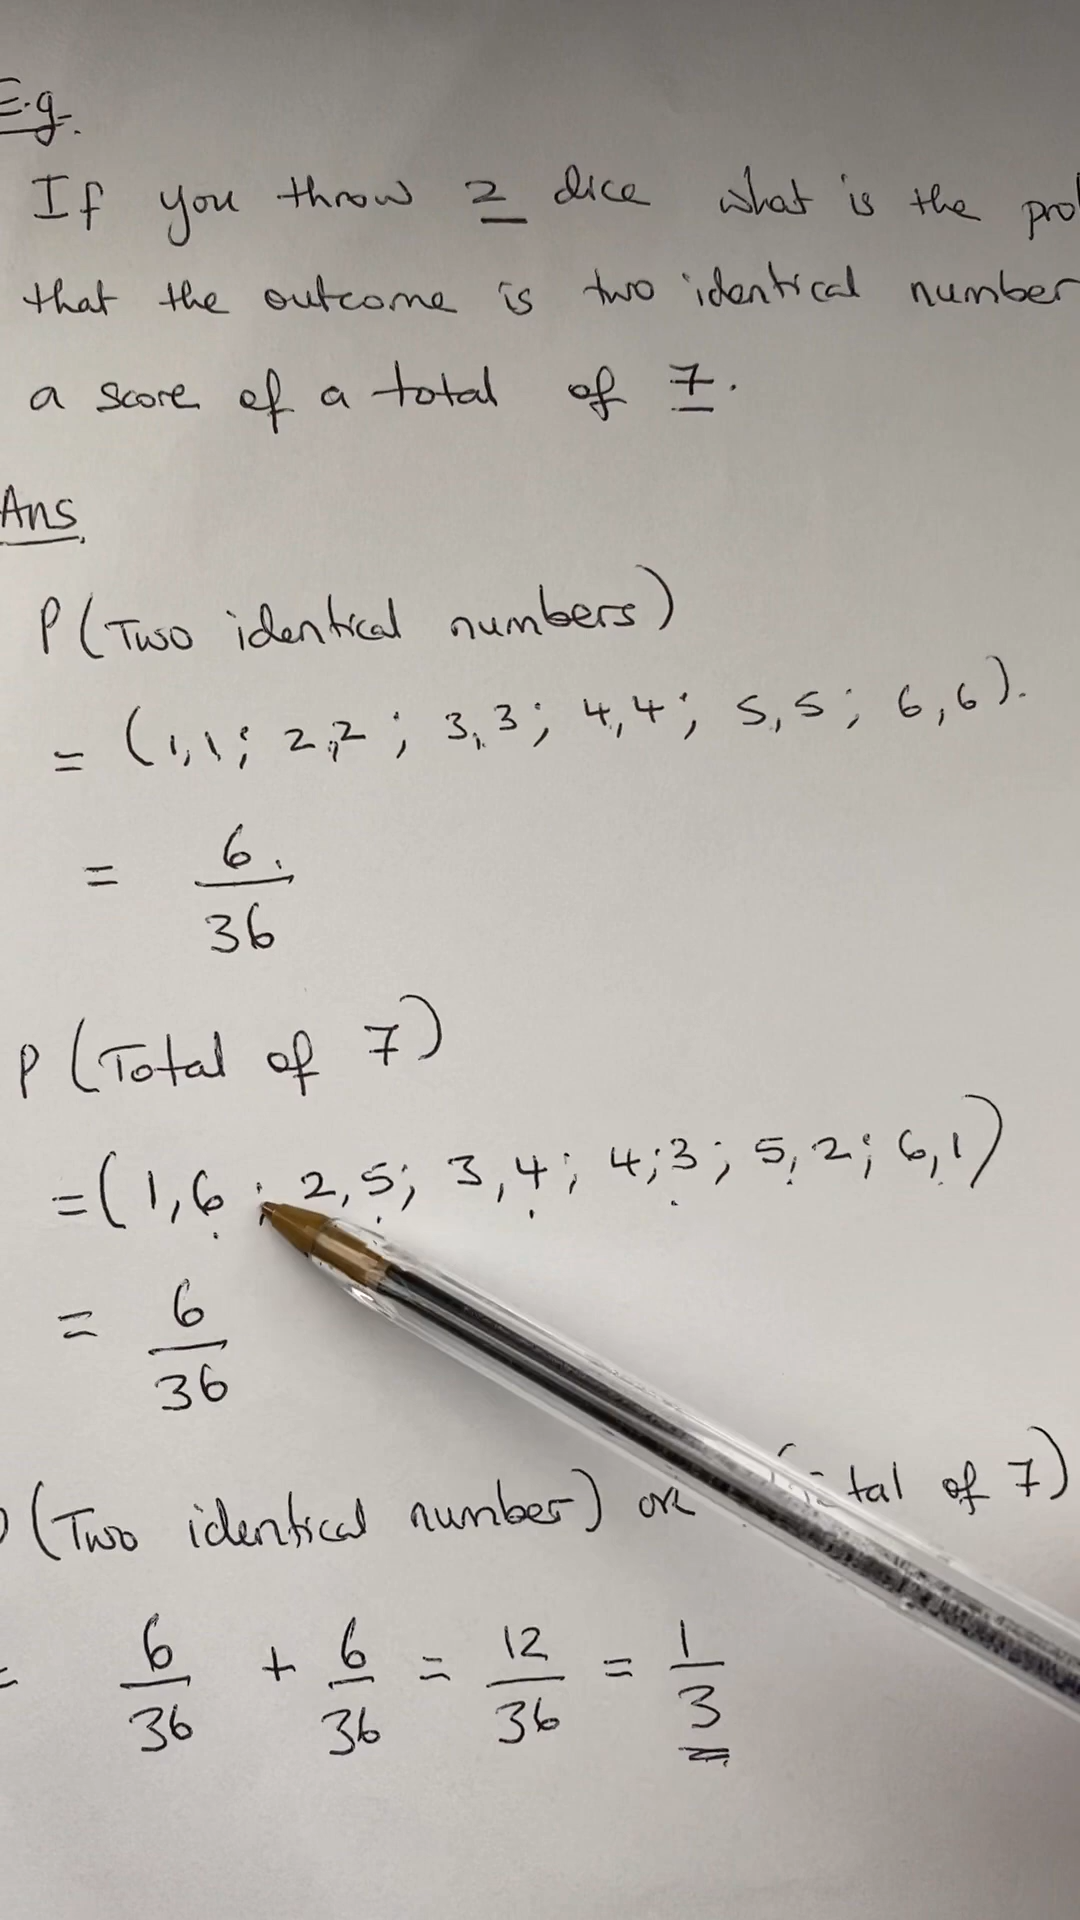 E.g.
If you throw 2 dice what is the
that the outcome is two identical number
a score of a total of 7.
Ans
P (Two identical numbers)
= (1,1; 2,2; 3,3; 4,4; 5,5; 6,6).
= 6/36
P (Total of 7)
= (1,6; 2,5; 3,4; 4;3; 5,2; 6,1)
= 6/36
(Two identical number) or of 7)
= 6/36 + 6/36 = 12/36 = 1/3